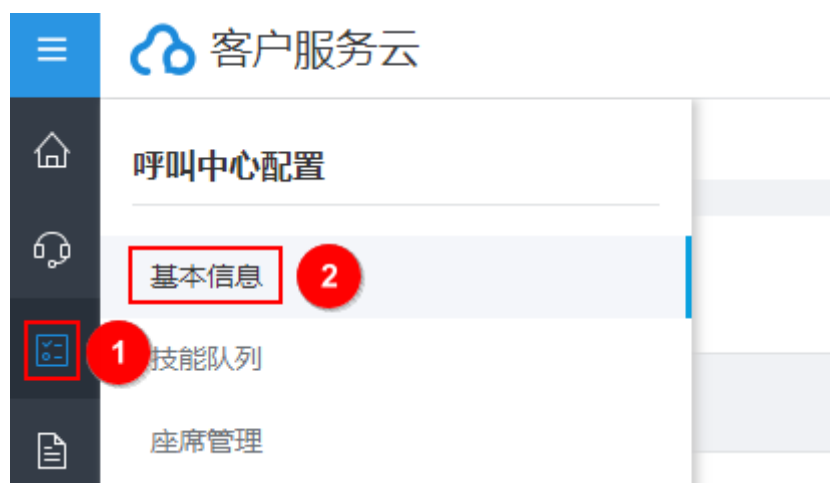 客户服务云
呼叫中心配置
基本信息 2
1 技能队列
座席管理